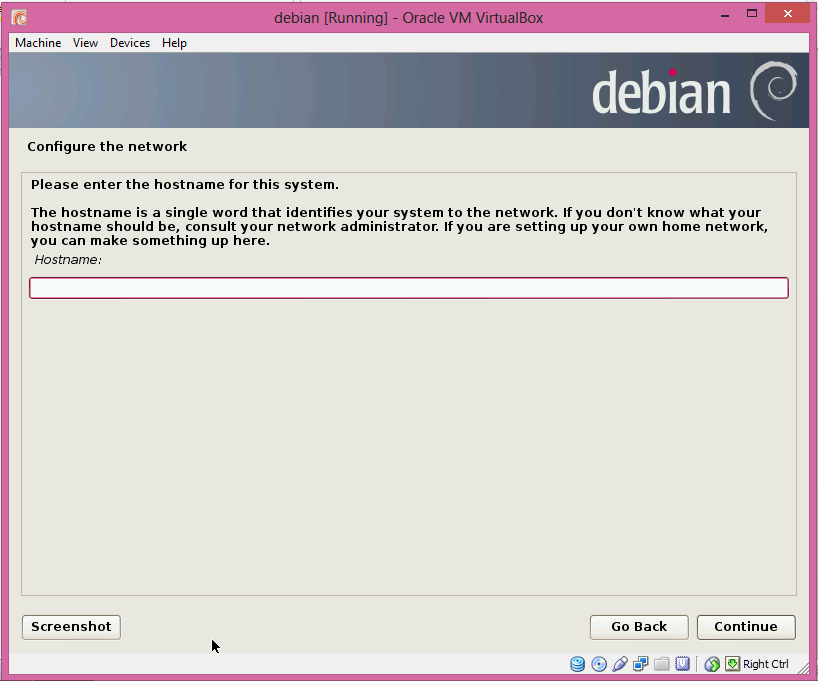 debian [Running] - Oracle VM VirtualBox
Machine View Devices Help
debian
Configure the network
Please enter the hostname for this system.
The hostname is a single word that identifies your system to the network. If you don't know what your
hostname should be, consult your network administrator. If you are setting up your own home network,
you can make something up here.
Hostname:
Screenshot Go Back Continue
Right Ctrl